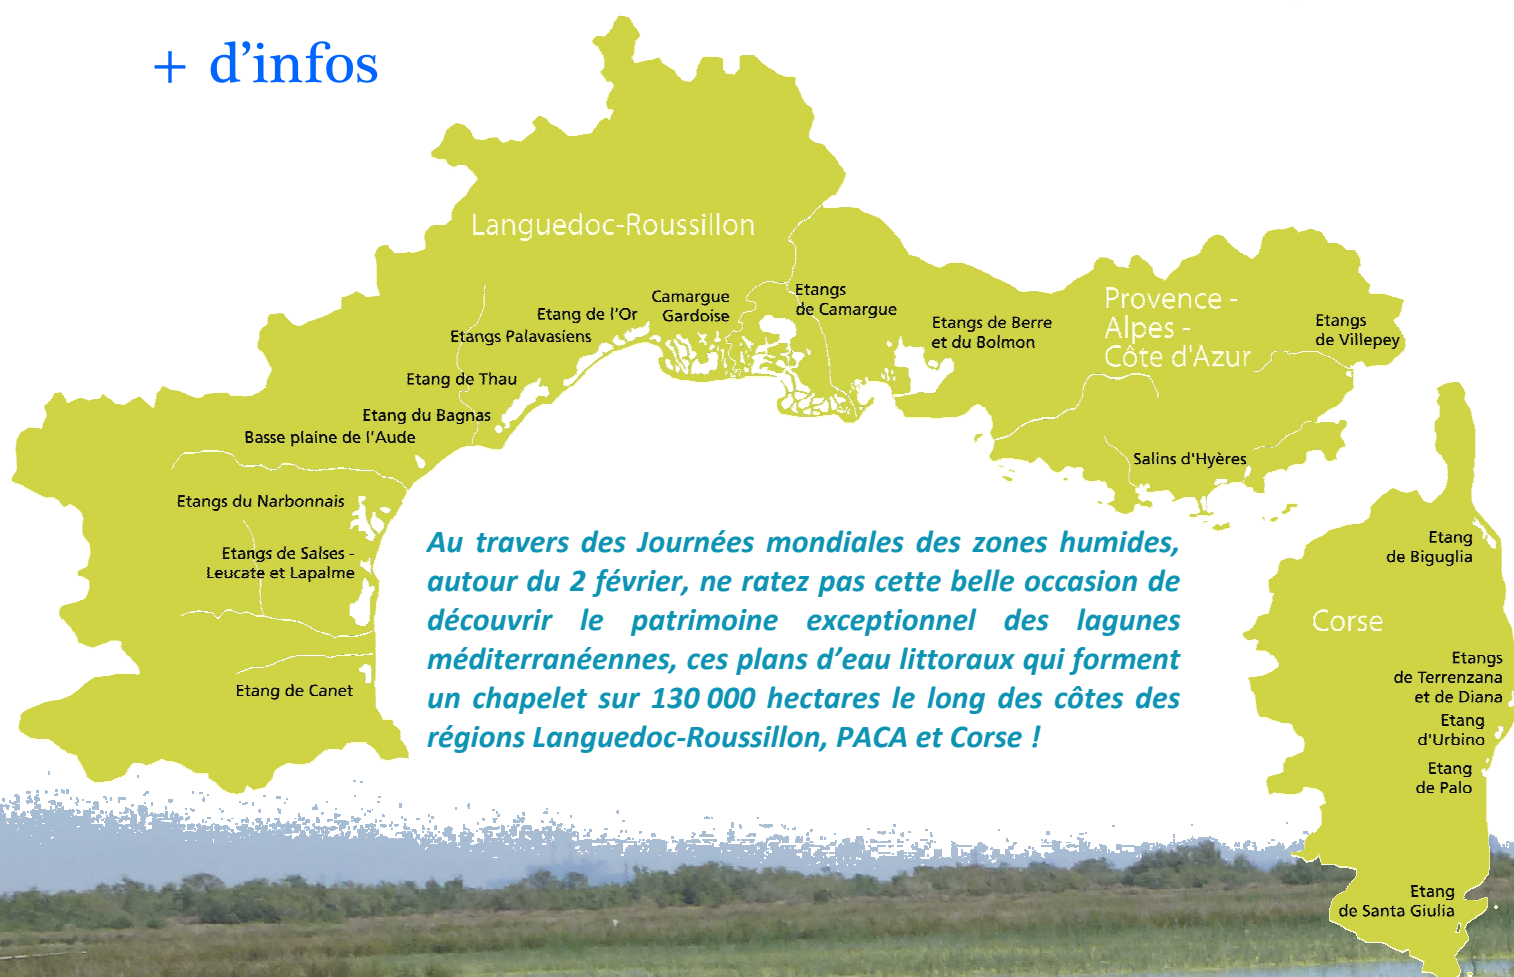 + d'infos
Languedoc-Roussillon
Camargue
Gardoise
Etang de l'Or
Etangs Palavasiens
Etang de Thau
Etang du Bagnas
Basse plaine de l'Aude
Etangs du Narbonnais
Etangs de Salses -
Leucate et Lapalme
Etang de Canet
Etangs
de Camargue
Etangs de Berre
et du Bolmon
Provence -
Alpes -
Côte d'Azur
Etangs
de Villepey
Salins d'Hyères
Au travers des Journées mondiales des zones humides,
autour du 2 février, ne ratez pas cette belle occasion de
découvrir le patrimoine exceptionnel des lagunes
méditerranéennes, ces plans d'eau littoraux qui forment
un chapelet sur 130 000 hectares le long des côtes des
régions Languedoc-Roussillon, PACA et Corse !
Etang
de Biguglia
Corse
Etangs
de Terrenzana
et de Diana
Etang
d'Urbino
Etang
de Palo
Etang
de Santa Giulia